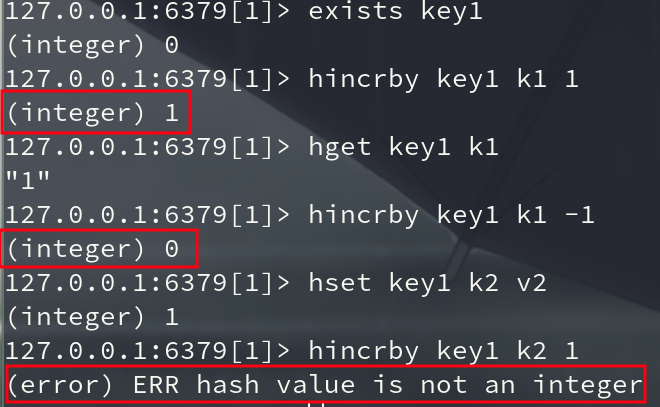 127.0.0.1:6379[1]> exists key1
(integer) 0
127.0.0.1:6379[1]> hincrby key1 k1 1
(integer) 1
127.0.0.1:6379[1]> hget key1 k1
"1"
127.0.0.1:6379[1]> hincrby key1 k1 -1
(integer) 0
127.0.0.1:6379[1]> hset key1 k2 v2
(integer) 1
127.0.0.1:6379[1]> hincrby key1 k2 1
(error) ERR hash value is not an integer